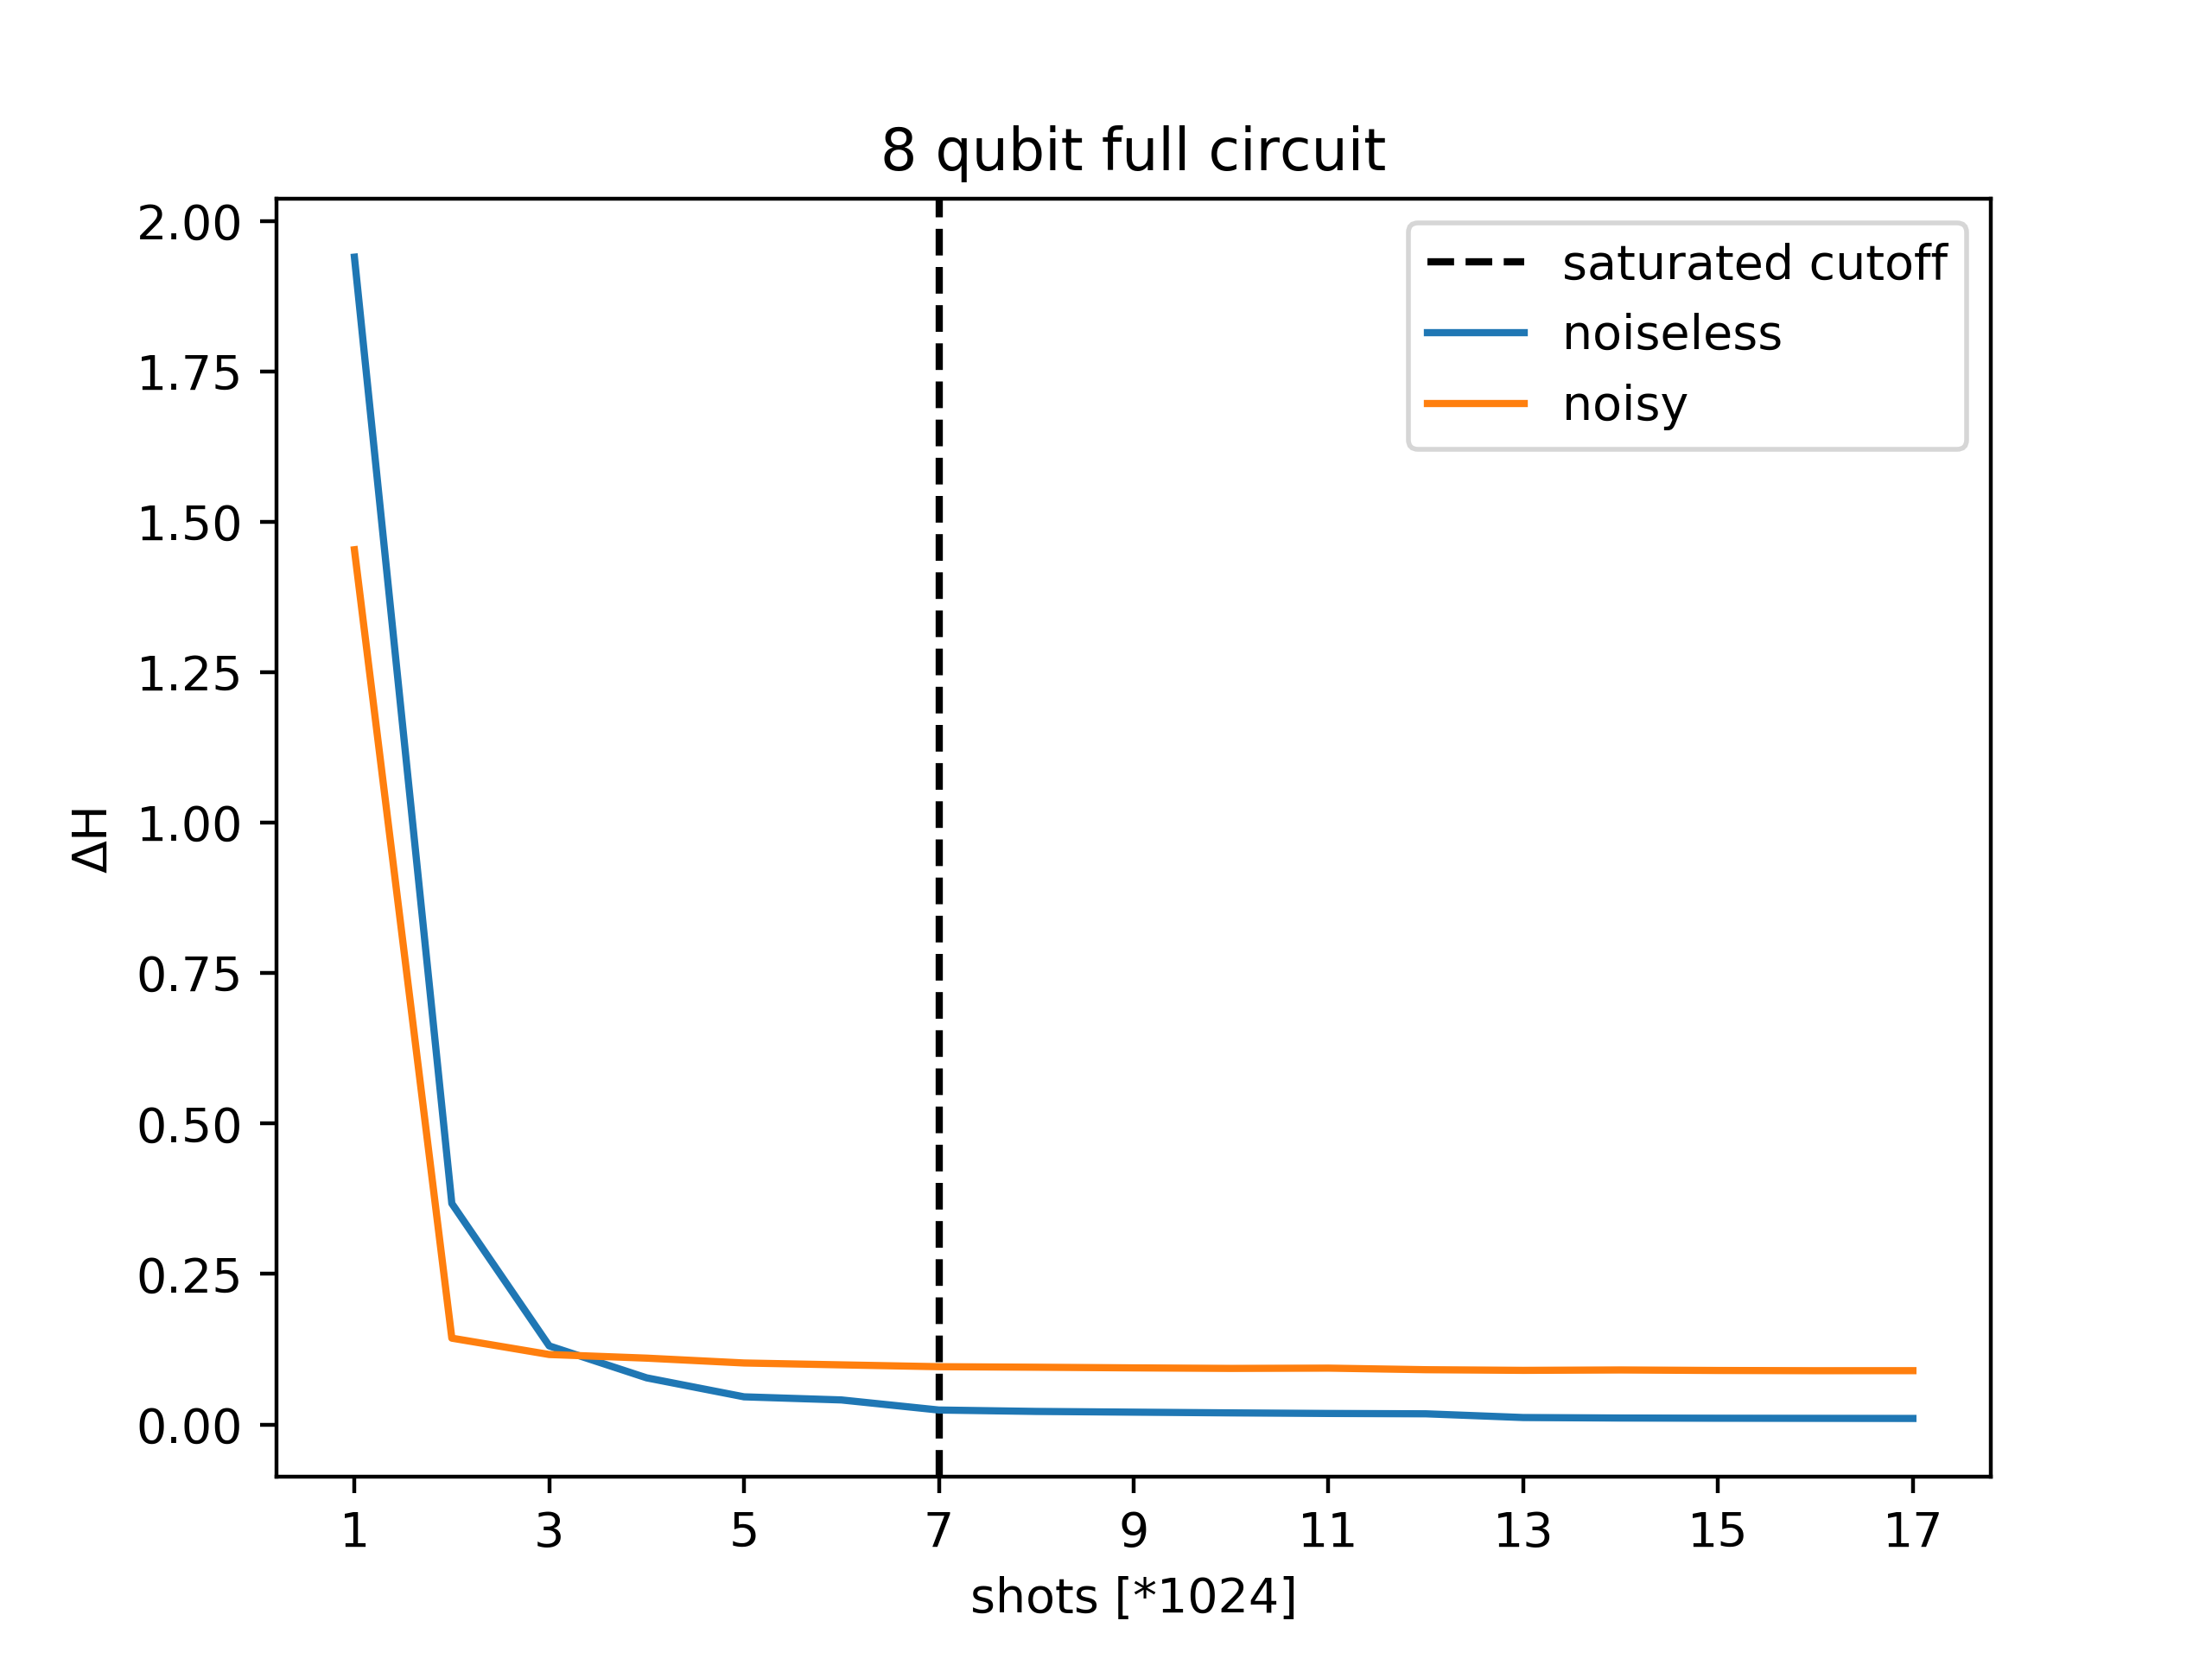 8 qubit full circuit
2.00
1.75
1.50
1.25
1.00
0.75
0.50
0.25
0.00
ΔH
saturated cutoff
noiseless
noisy
1 3 5 7 9 11 13 15 17
shots [*1024]